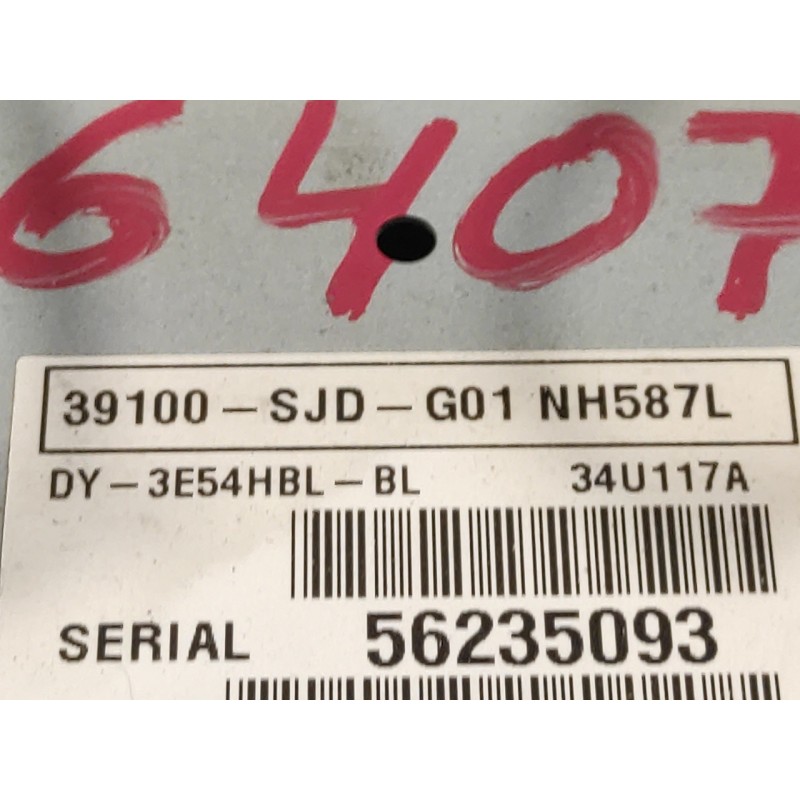 6407
39100-SJD-G01 NH587L
DY-3E54HBL-BL 34U117A
SERIAL 56235093